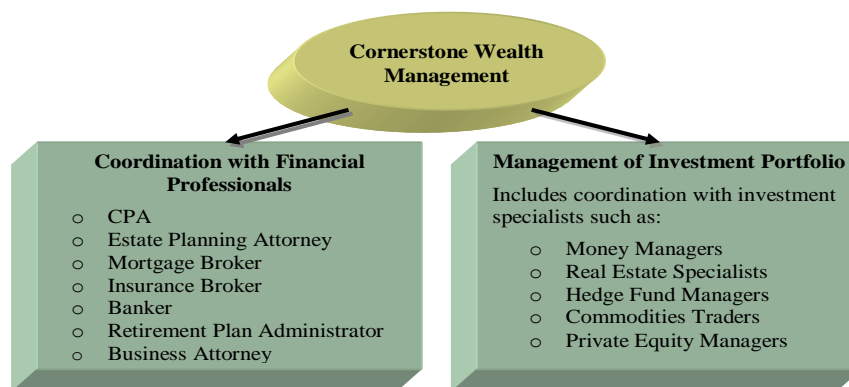 Cornerstone Wealth
Management
Coordination with Financial
Professionals
o CPA
o Estate Planning Attorney
o Mortgage Broker
o Insurance Broker
o Banker
o Retirement Plan Administrator
o Business Attorney
Management of Investment Portfolio
Includes coordination with investment
specialists such as:
o Money Managers
o Real Estate Specialists
o Hedge Fund Managers
o Commodities Traders
o Private Equity Managers